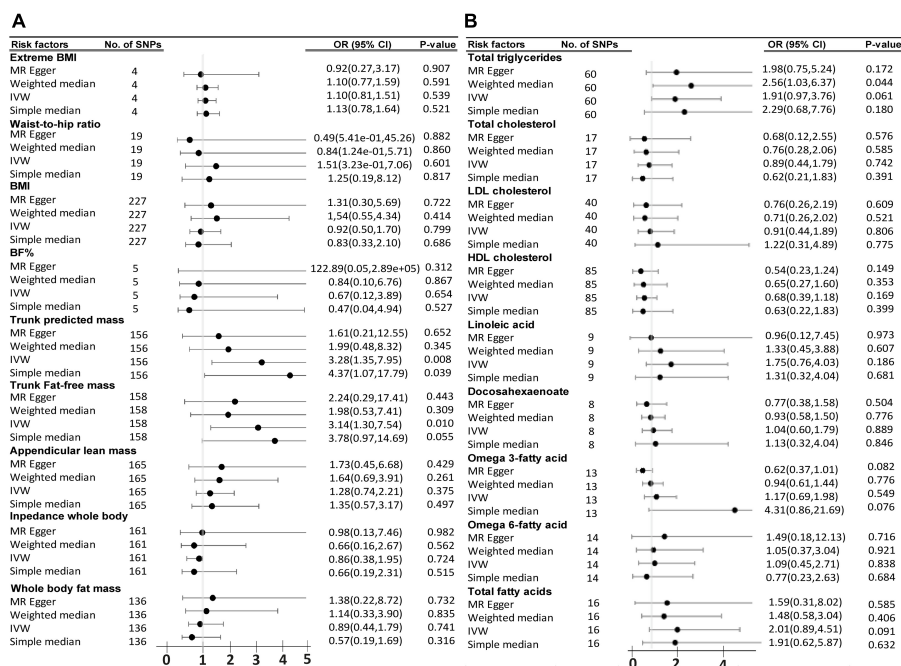 A
Risk factors No. of SNPs OR (95% CI) P-value
Extreme BMI
MR Egger 4 0.92(0.27,3.17) 0.907
Weighted median 4 1.10(0.77,1.59) 0.591
IVW 4 1.10(0.81,1.51) 0.539
Simple median 4 1.13(0.78,1.64) 0.521
Waist-to-hip ratio
MR Egger 19 0.49(5.41e-01,45.26) 0.882
Weighted median 19 0.84(1.24e-01,5.71) 0.860
IVW 19 1.51(3.23e-01,7.06) 0.601
Simple median 19 1.25(0.19,8.12) 0.817
BMI
MR Egger 227 1.31(0.30,5.69) 0.722
Weighted median 227 1,54(0.55,4.34) 0.414
IVW 227 0.92(0.50,1.70) 0.799
Simple median 227 0.83(0.33,2.10) 0.686
BF%
MR Egger 5 122.89(0.05,2.89e+05) 0.312
Weighted median 5 0.84(0.10,6.76) 0.867
IVW 5 0.67(0.12,3.89) 0.654
Simple median 5 0.47(0.04,4.94) 0.527
Trunk predicted mass
MR Egger 156 1.61(0.21,12.55) 0.652
Weighted median 156 1.99(0.48,8.32) 0.345
IVW 156 3.28(1.35,7.95) 0.008
Simple median 156 4.37(1.07,17.79) 0.039
Trunk Fat-free mass
MR Egger 158 2.24(0.29,17.41) 0.443
Weighted median 158 1.98(0.53,7.41) 0.309
IVW 158 3.14(1.30,7.54) 0.010
Simple median 158 3.78(0.97,14.69) 0.055
Appendicular lean mass
MR Egger 165 1.73(0.45,6.68) 0.429
Weighted median 165 1.64(0.69,3.91) 0.261
IVW 165 1.28(0.74,2.21) 0.375
Simple median 165 1.35(0.57,3.17) 0.497
Inpedance whole body
MR Egger 161 0.98(0.13,7.46) 0.982
Weighted median 161 0.66(0.16,2.67) 0.562
IVW 161 0.86(0.38,1.95) 0.724
Simple median 161 0.66(0.19,2.31) 0.515
Whole body fat mass
MR Egger 136 1.38(0.22,8.72) 0.732
Weighted median 136 1.14(0.33,3.90) 0.835
IVW 136 0.89(0.44,1.79) 0.741
Simple median 136 0.57(0.19,1.69) 0.316
0 1 2 3 4 5
B
Risk factors No. of SNPs OR (95% CI) P-value
Total triglycerides
MR Egger 60 1.98(0.75,5.24) 0.172
Weighted median 60 2.56(1.03,6.37) 0.044
IVW 60 1.91(0.97,3.76) 0.061
Simple median 60 2.29(0.68,7.76) 0.180
Total cholesterol
MR Egger 17 0.68(0.12,2.55) 0.576
Weighted median 17 0.76(0.28,2.06) 0.585
IVW 17 0.89(0.44,1.79) 0.742
Simple median 17 0.62(0.21,1.83) 0.391
LDL cholesterol
MR Egger 40 0.76(0.26,2.19) 0.609
Weighted median 40 0.71(0.26,2.02) 0.521
IVW 40 0.91(0.44,1.89) 0.806
Simple median 40 1.22(0.31,4.89) 0.775
HDL cholesterol
MR Egger 85 0.54(0.23,1.24) 0.149
Weighted median 85 0.65(0.27,1.60) 0.353
IVW 85 0.68(0.39,1.18) 0.169
Simple median 85 0.63(0.22,1.83) 0.399
Linoleic acid
MR Egger 9 0.96(0.12,7.45) 0.973
Weighted median 9 1.33(0.45,3.88) 0.607
IVW 9 1.75(0.76,4.03) 0.186
Simple median 9 1.31(0.32,4.04) 0.681
Docosahexaenoate
MR Egger 8 0.77(0.38,1.58) 0.504
Weighted median 8 0.93(0.58,1.50) 0.776
IVW 8 1.04(0.60,1.79) 0.889
Simple median 8 1.13(0.32,4.04) 0.846
Omega 3-fatty acid
MR Egger 13 0.62(0.37,1.01) 0.082
Weighted median 13 0.94(0.61,1.44) 0.776
IVW 13 1.17(0.69,1.98) 0.549
Simple median 13 4.31(0.86,21.69) 0.076
Omega 6-fatty acid
MR Egger 14 1.49(0.18,12.13) 0.716
Weighted median 14 1.05(0.37,3.04) 0.921
IVW 14 1.09(0.45,2.71) 0.838
Simple median 14 0.77(0.23,2.63) 0.684
Total fatty acids
MR Egger 16 1.59(0.31,8.02) 0.585
Weighted median 16 1.48(0.58,3.04) 0.406
IVW 16 2.01(0.89,4.51) 0.091
Simple median 16 1.91(0.62,5.87) 0.632
0 2 4